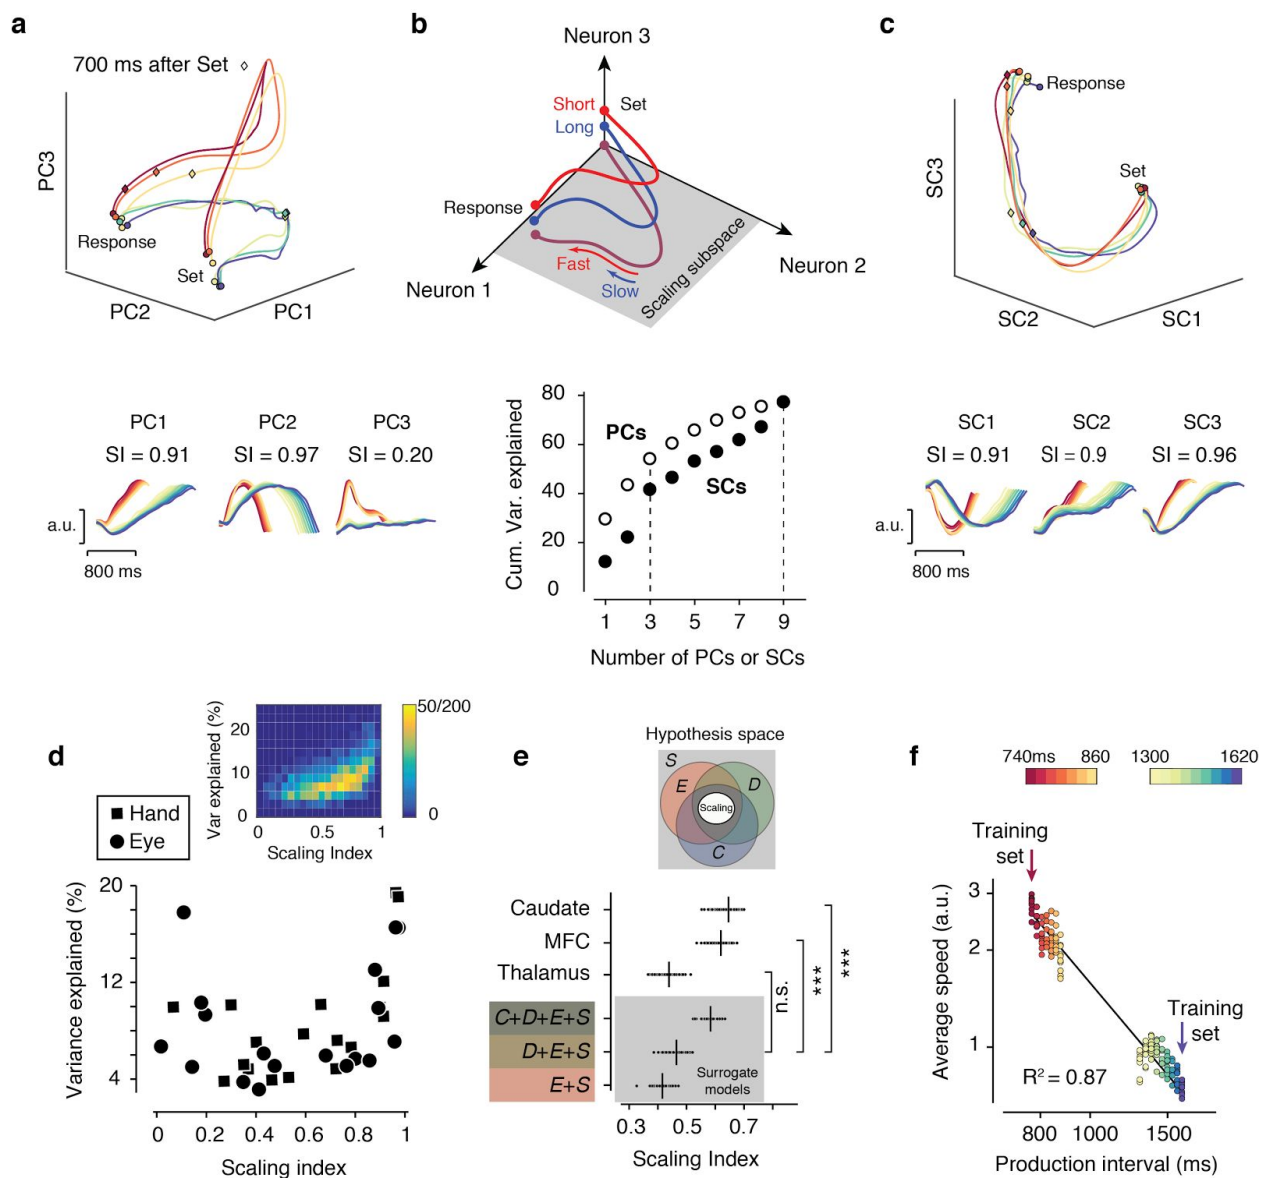 a
700 ms after Set
PC3
Response
Set
PC2
PC1
PC1
PC2
PC3
SI = 0.91
SI = 0.97
SI = 0.20
a.u.
800 ms
b
Neuron 3
Short
Set
Long
Response
Fast
Slow
Scaling subspace
Neuron 1
Neuron 2
Cum. Var. explained
80
60
40
20
0
PCs
SCs
1
3
5
7
9
Number of PCs or SCs
c
Response
Set
SC3
SC2
SC1
SC1
SC2
SC3
SI = 0.91
SI = 0.9
SI = 0.96
a.u.
800 ms
d
Var explained (%)
20
10
0
0
0.5
1
Scaling Index
50/200
0
Hand
Eye
Variance explained (%)
20
12
4
0
0.2
0.4
0.6
0.8
1
Scaling index
e
Hypothesis space
S
E
D
Scaling
C
Caudate
MFC
Thalamus
C+D+E+S
D+E+S
E+S
n.s.
***
***
Surrogate
models
0.3
0.5
0.7
Scaling Index
f
740ms
860
1300
1620
Training
set
Training
set
Average speed (a.u.)
3
2
1
R² = 0.87
800
1000
1500
Production interval (ms)